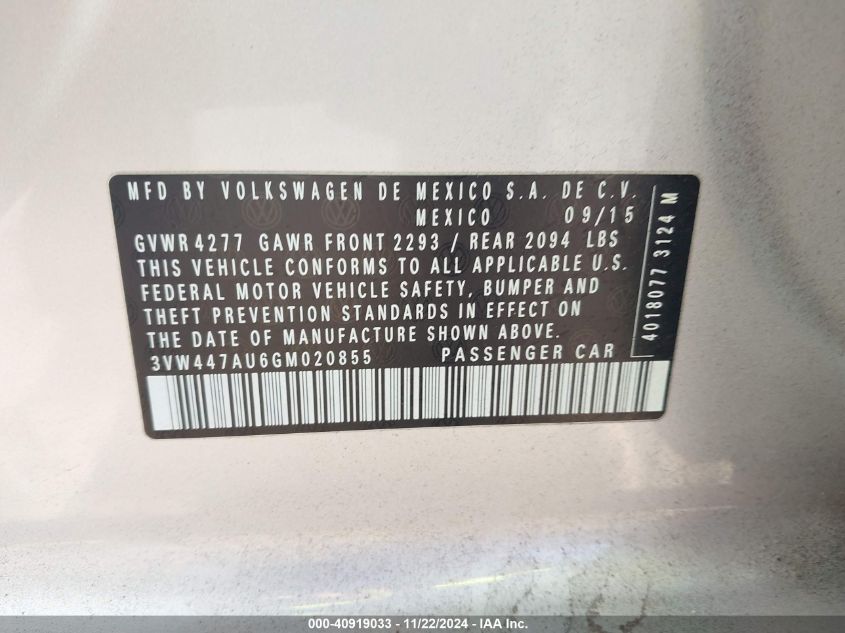 MFD BY VOLKSWAGEN DE MEXICO S.A. DE C.V.
MEXICO 09/15
GVWR 4277 GAWR FRONT 2293 / REAR 2094 LBS
THIS VEHICLE CONFORMS TO ALL APPLICABLE U.S.
FEDERAL MOTOR VEHICLE SAFETY, BUMPER AND
THEFT PREVENTION STANDARDS IN EFFECT ON
THE DATE OF MANUFACTURE SHOWN ABOVE.
3VW447AU6GM020855 PASSENGER CAR
4018077 3124 M
000-40919033 - 11/22/2024 - IAA Inc.